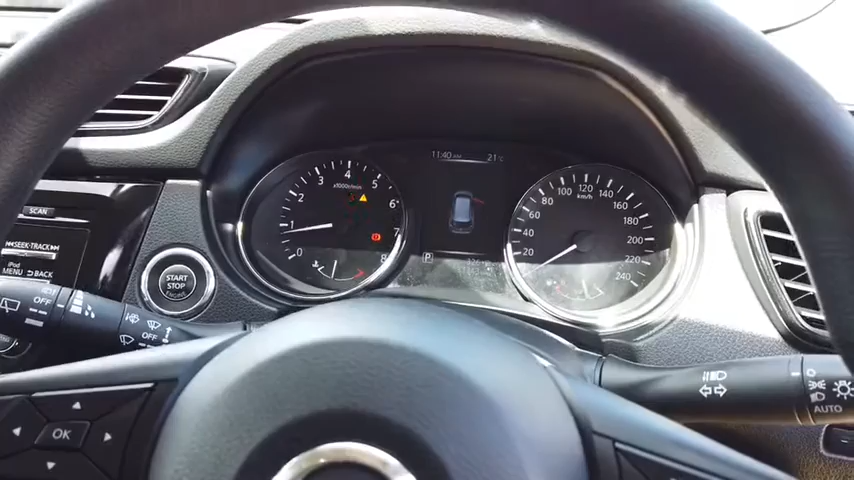 11:40 AM 21°C
x1000r/min
0 1 2 3 4 5 6 7 8
km/h
0 20 40 60 80 100 120 140 160 180 200 220 240
P
SCAN
SEEK·TRACK
iPod
MENU BACK
START
STOP
ENGINE
OFF
OFF
OK
AUTO